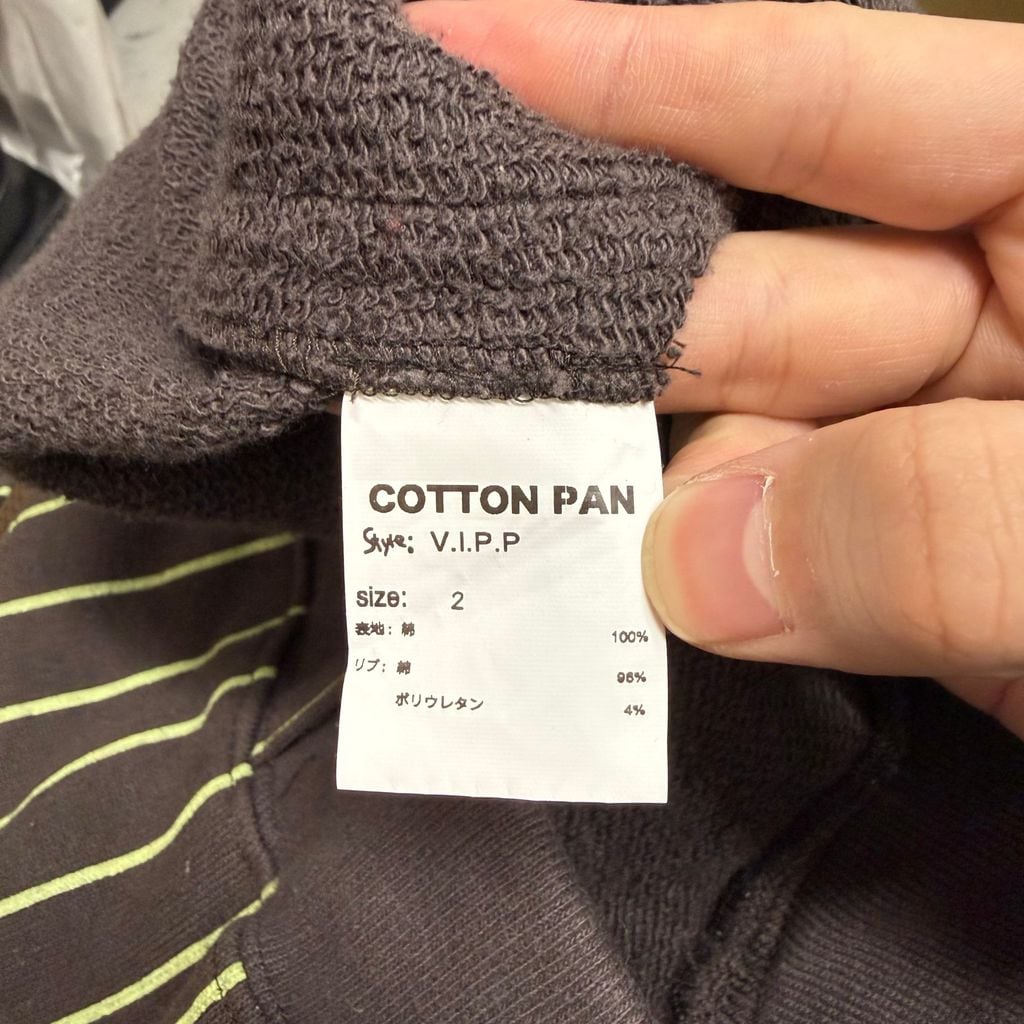 COTTON PAN
Style: V.I.P.P
size: 2
表地: 綿 100%
リブ: 綿 96%
ポリウレタン 4%